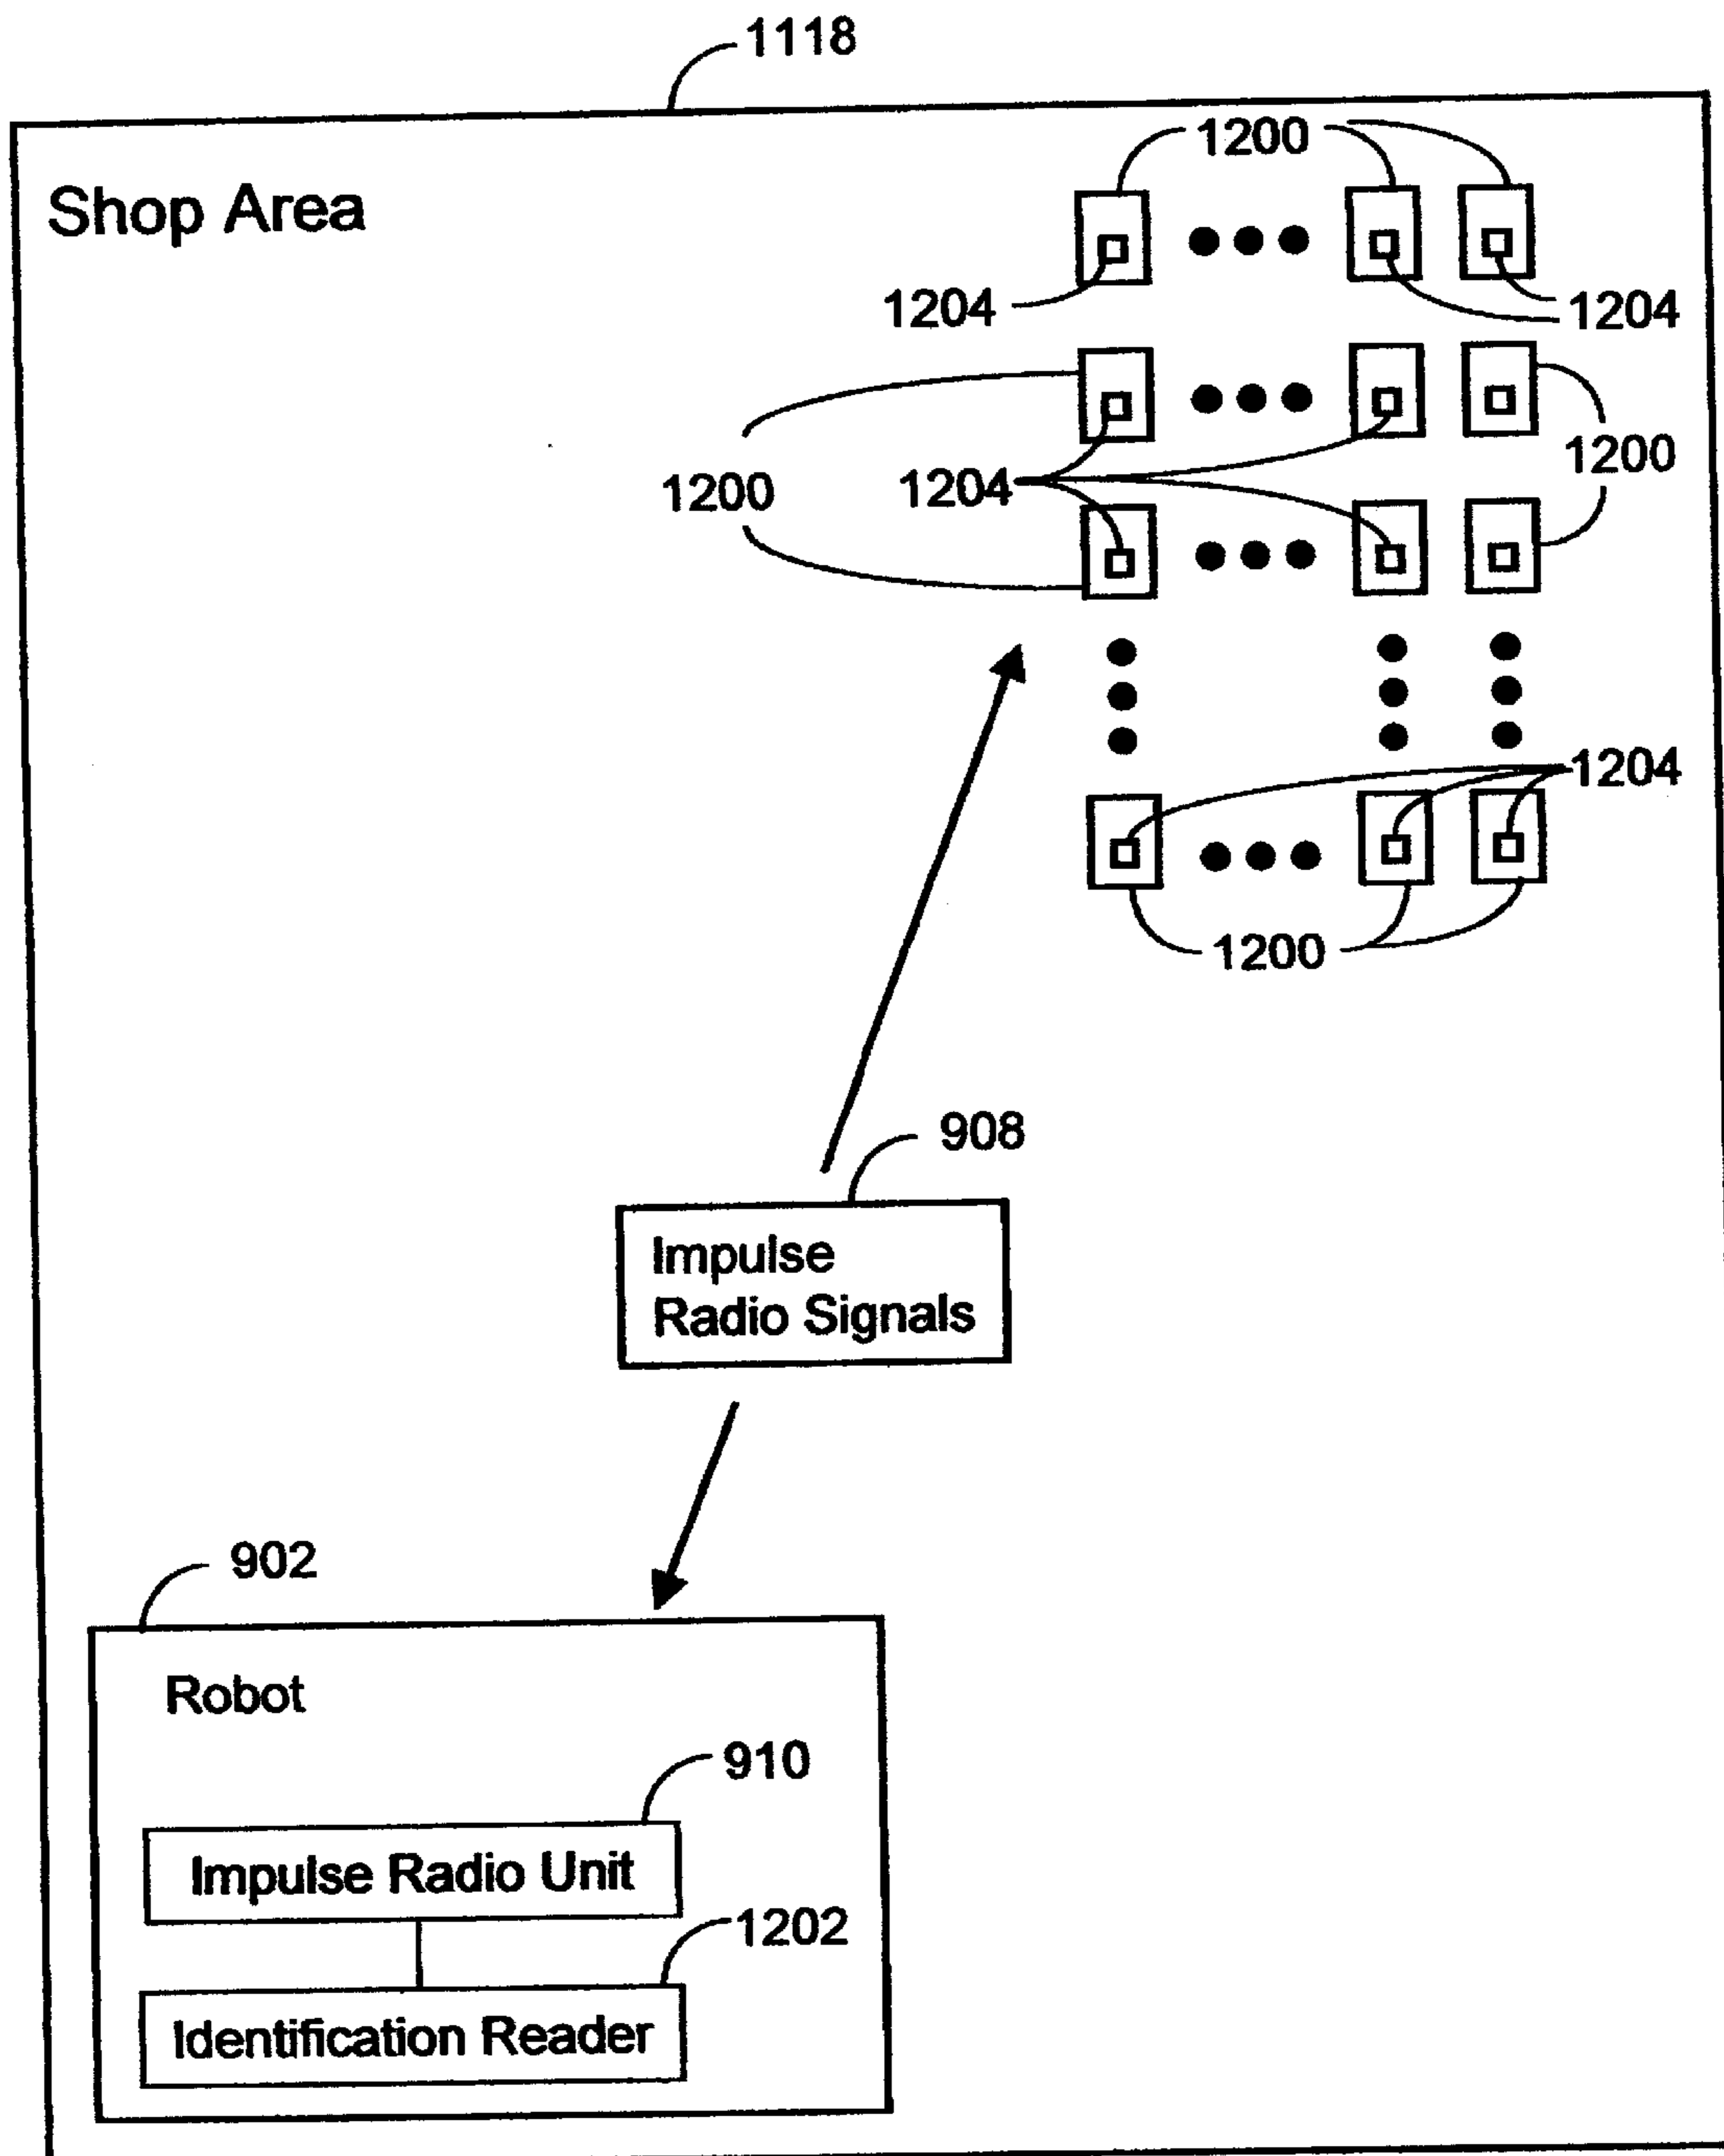 1118
1200
Shop Area
1204
1204
1200
1204
1200
1204
1200
908
Impulse
Radio Signals
902
Robot
910
Impulse Radio Unit
1202
Identification Reader